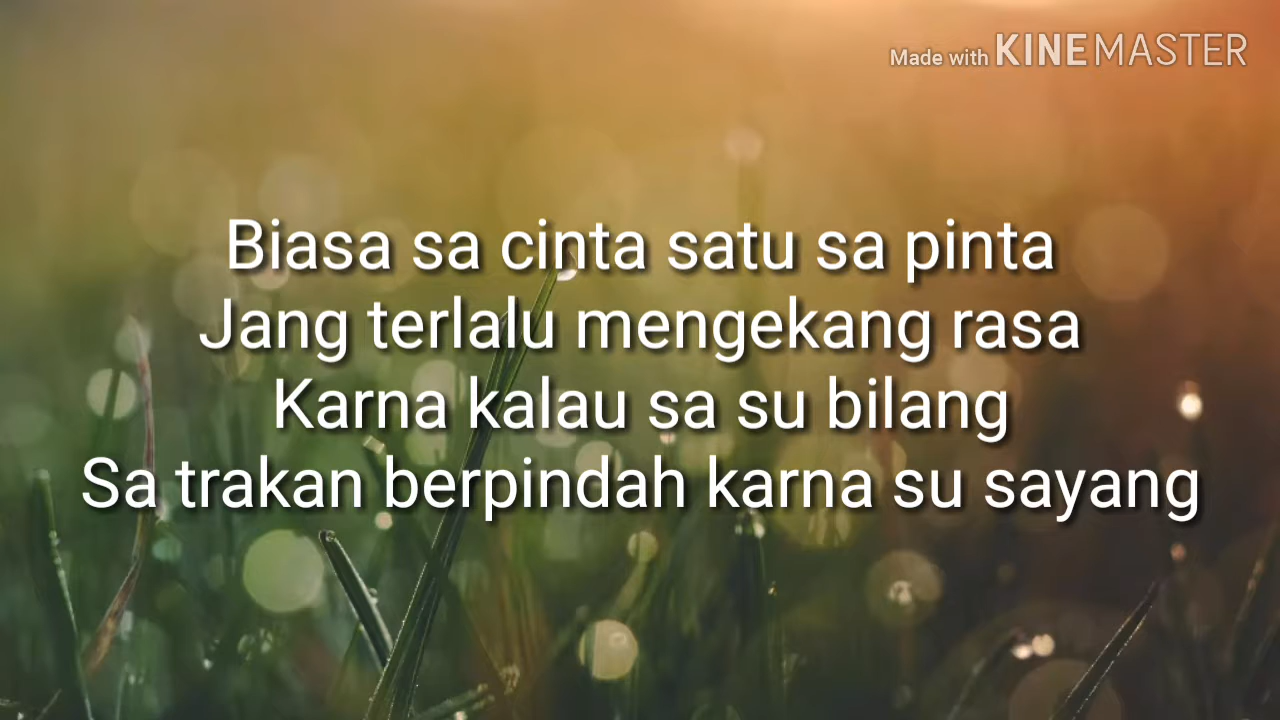 Made with KINEMASTER
Biasa sa cinta satu sa pinta
Jang terlalu mengekang rasa
Karna kalau sa su bilang
Sa trakan berpindah karna su sayang